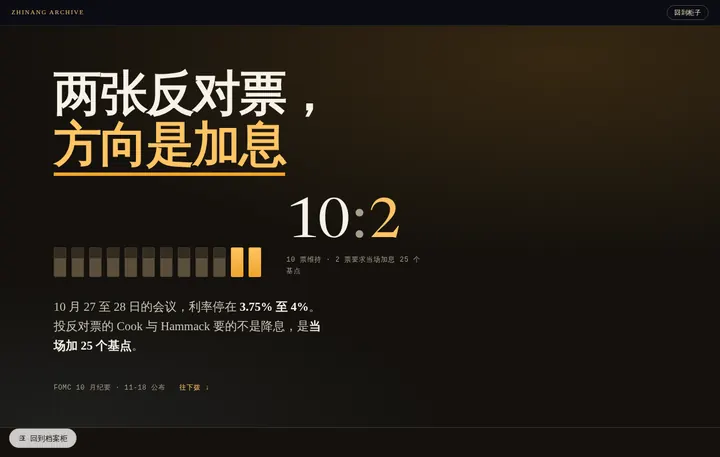 ZHINANG ARCHIVE
回到柜子
两张反对票，
方向是加息
10:2
10 票维持 · 2 票要求当场加息 25 个
基点
10 月 27 至 28 日的会议，利率停在 3.75% 至 4%。
投反对票的 Cook 与 Hammack 要的不是降息，是当
场加 25 个基点。
FOMC 10 月纪要 · 11-18 公布 往下拨 ↓
回到档案柜